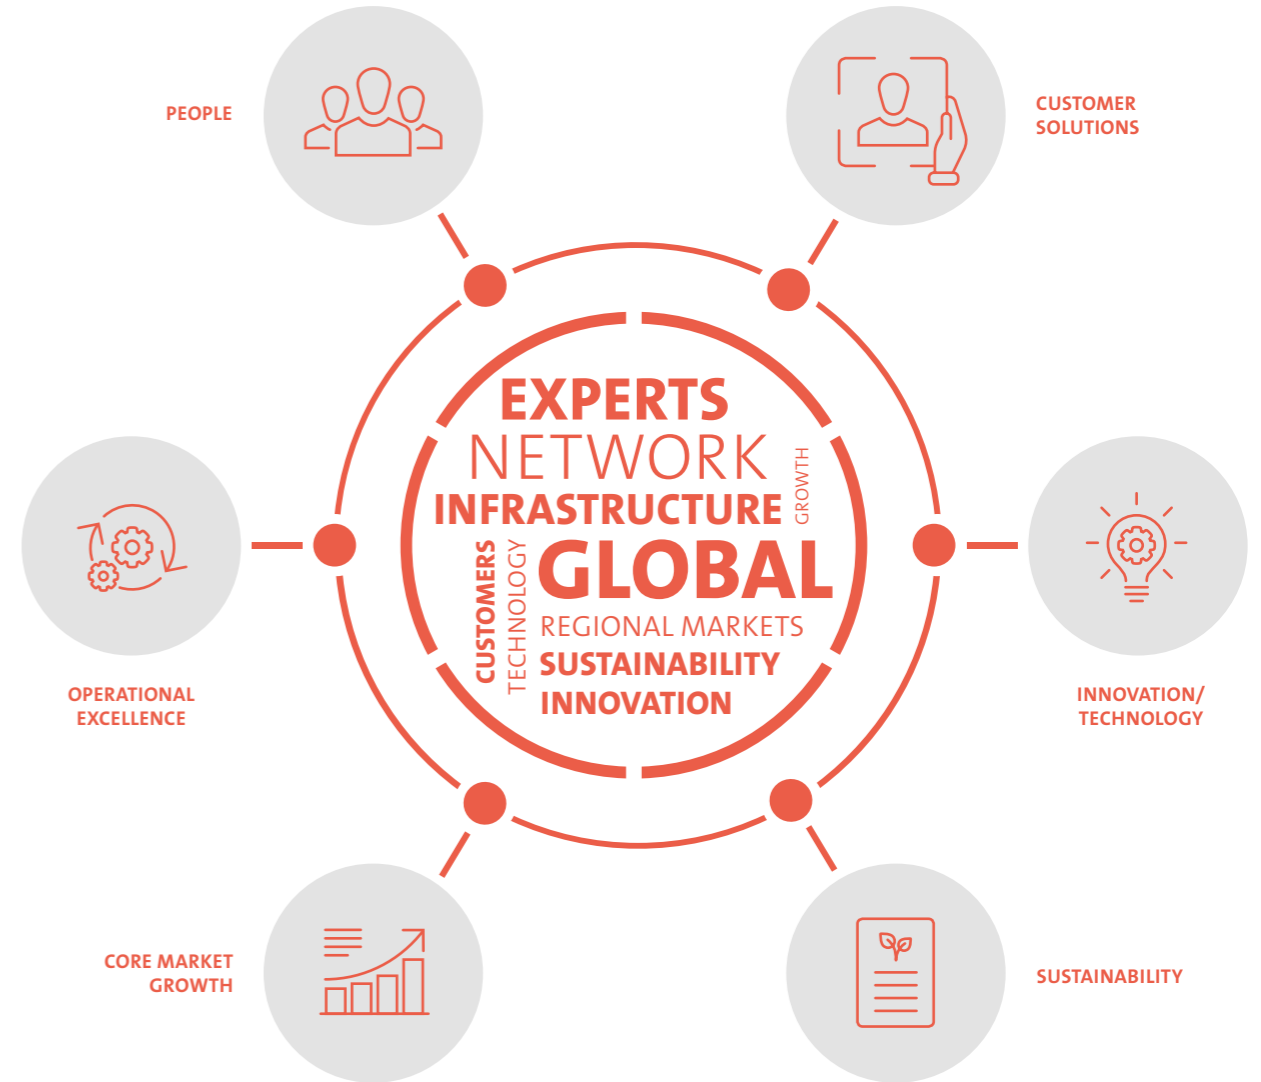 PEOPLE
CUSTOMER
SOLUTIONS
EXPERTS
NETWORK
GROWTH
INFRASTRUCTURE
CUSTOMERS
TECHNOLOGY
GLOBAL
REGIONAL MARKETS
SUSTAINABILITY
INNOVATION
OPERATIONAL
EXCELLENCE
INNOVATION/
TECHNOLOGY
CORE MARKET
GROWTH
SUSTAINABILITY